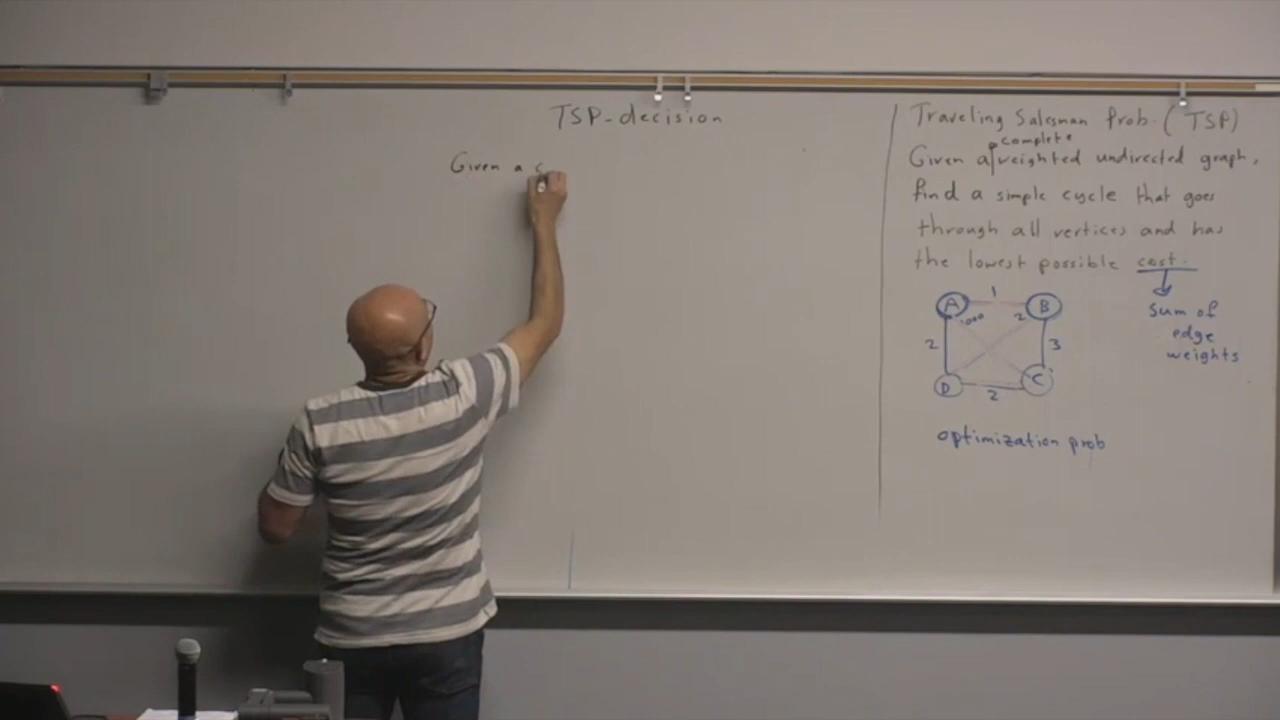 TSP-decision
Given a c
Traveling Salesman Prob. (TSP)
complete
Given a weighted undirected graph,
find a simple cycle that goes
through all vertices and has
the lowest possible cost.
Sum of
edge
weights
A
1
B
1000
2
2
3
D
2
C
optimization prob